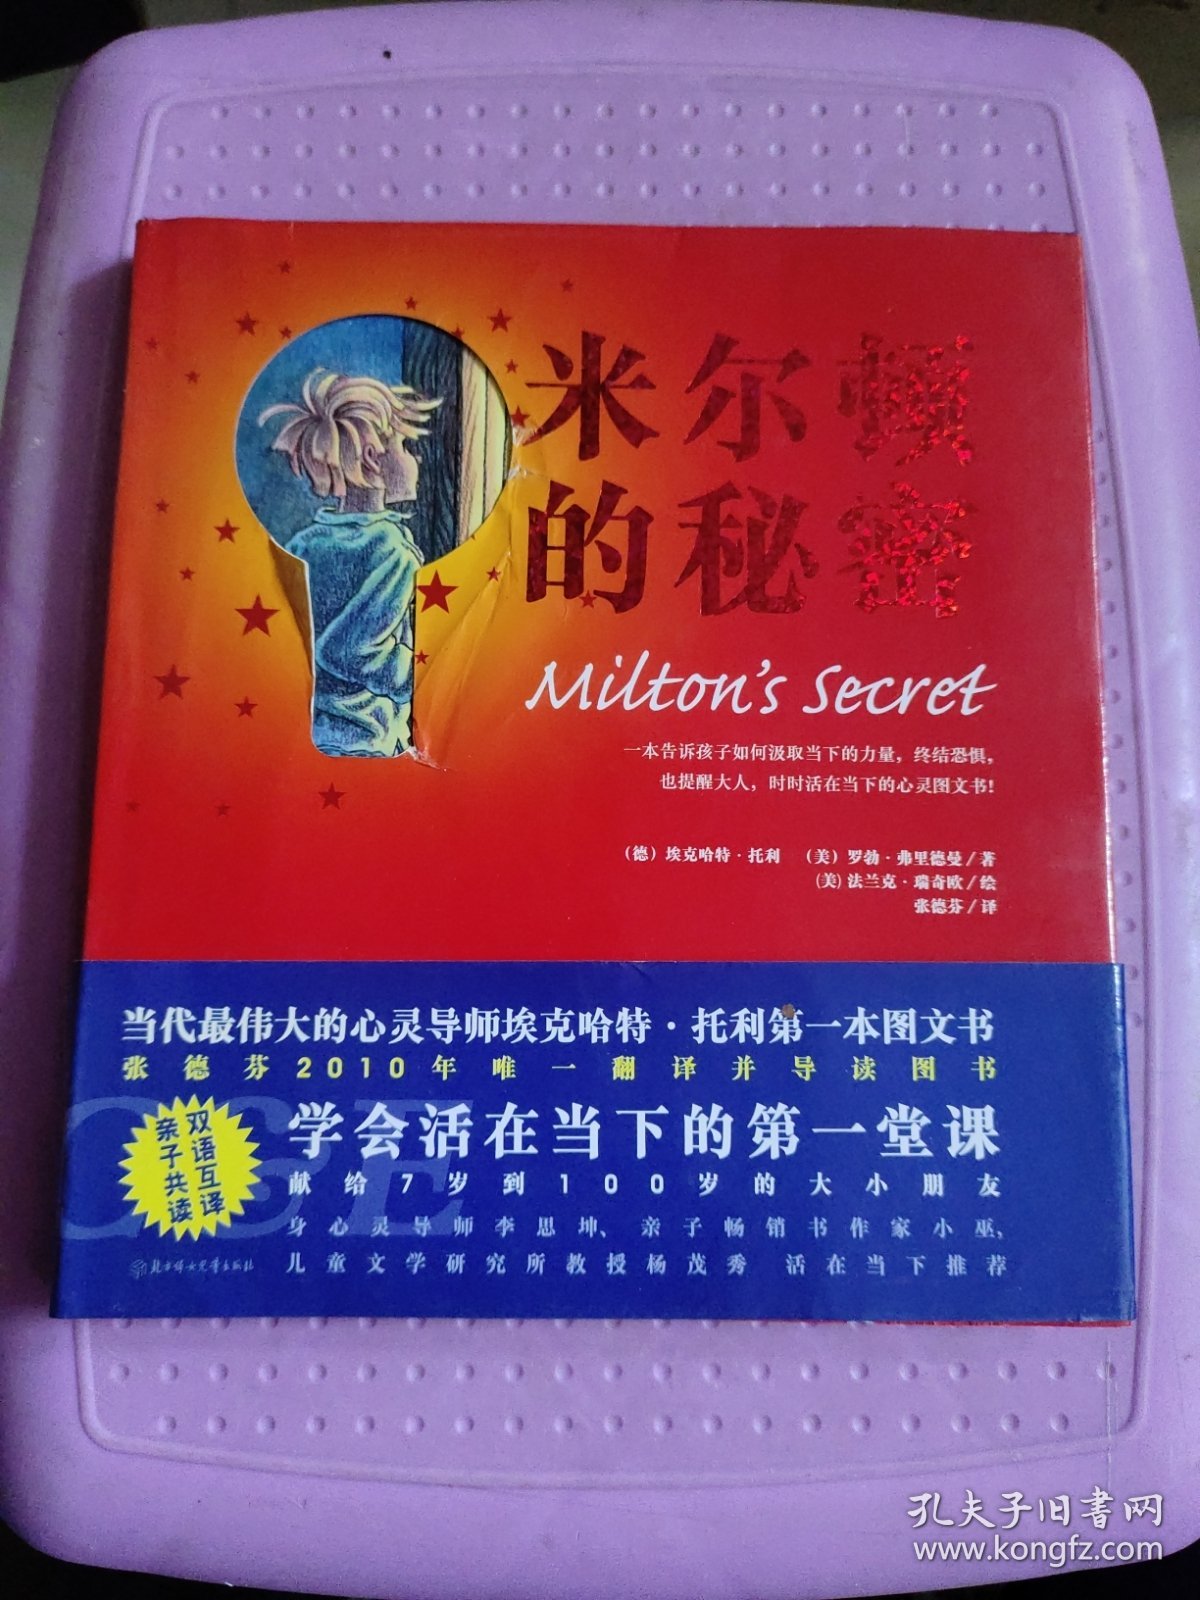 米尔顿
的秘密
Milton's Secret
一本告诉孩子如何汲取当下的力量，终结恐惧，
也提醒大人，时时活在当下的心灵图文书！
（德）埃克哈特·托利 （美）罗勃·弗里德曼/著
（美）法兰克·瑞奇欧/绘
张德芬/译
当代最伟大的心灵导师埃克哈特·托利第一本图文书
张德芬2010年唯一翻译并导读图书
双语互译
亲子共读
学会活在当下的第一堂课
献给7岁到100岁的大小朋友
身心灵导师李思坤、亲子畅销书作家小巫，
儿童文学研究所教授杨茂秀 活在当下推荐
北方妇女儿童出版社
孔夫子旧书网
www.kongfz.com